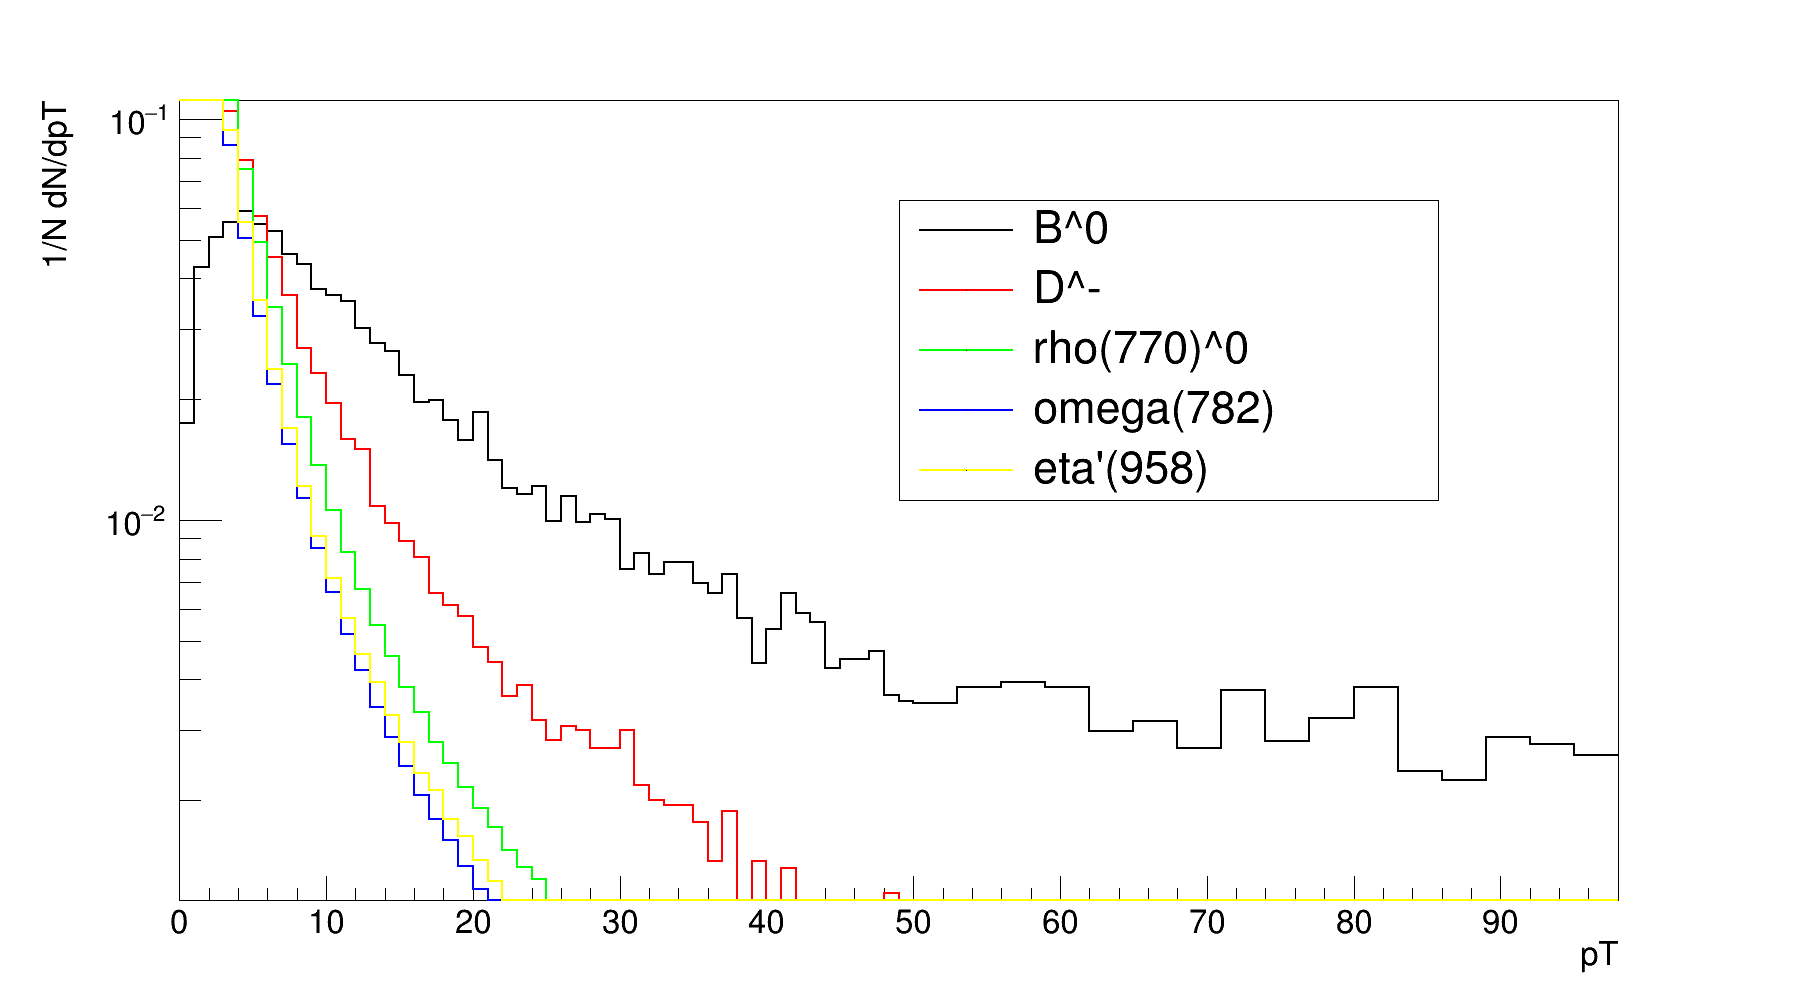 1/N dN/dpT
10⁻¹
10⁻²
B^0
D^-
rho(770)^0
omega(782)
eta'(958)
0 10 20 30 40 50 60 70 80 90
pT